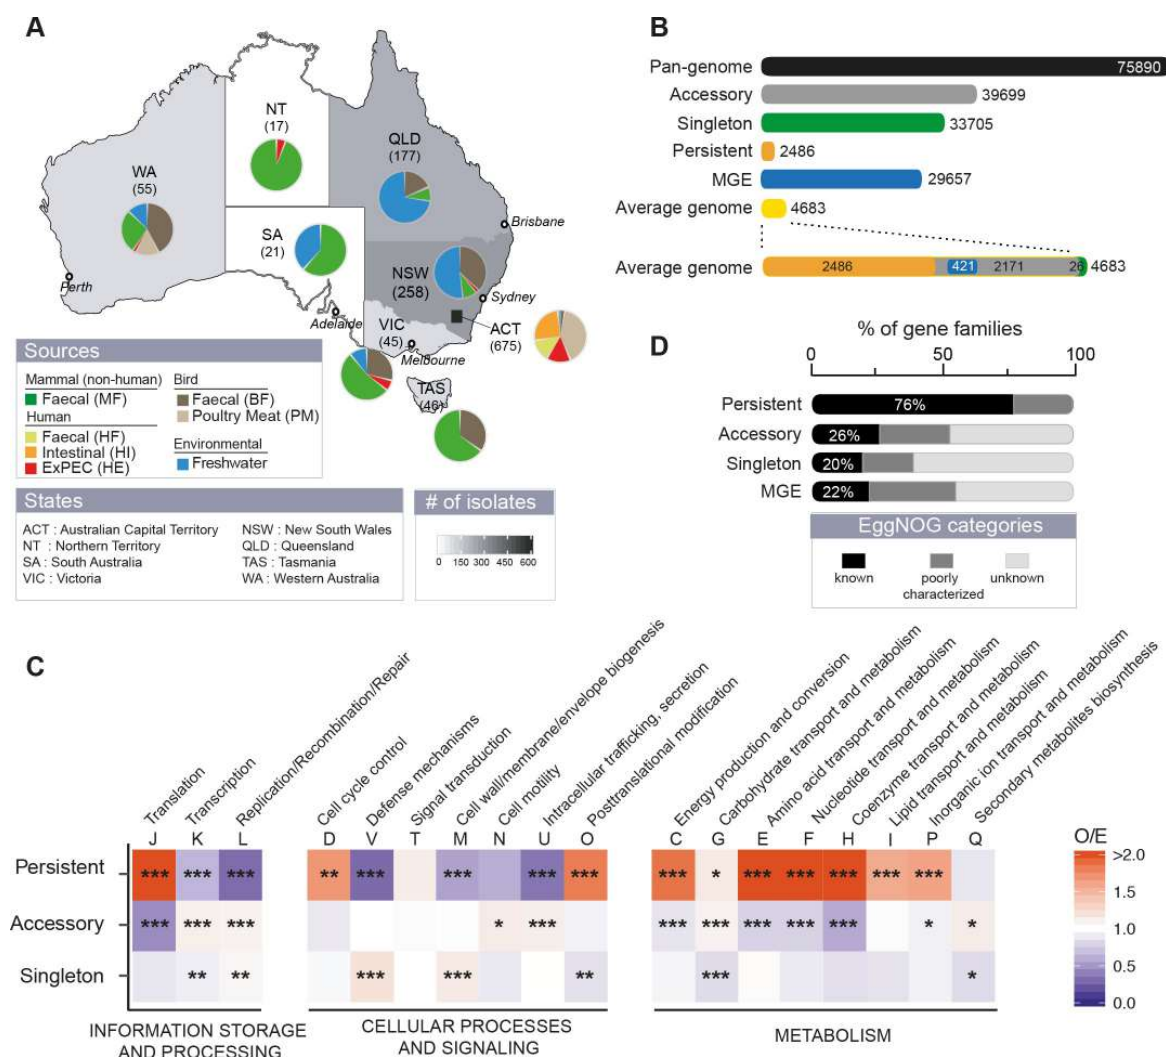 A
NT
(17)
QLD
(177)
WA
(55)
SA
(21)
NSW
(258)
VIC
(45)
ACT
(675)
TAS
(46)
Brisbane
Perth
Sydney
Adelaide
Melbourne
Sources
Mammal (non-human)
Faecal (MF)
Human
Faecal (HF)
Intestinal (HI)
ExPEC (HE)
Bird
Faecal (BF)
Poultry Meat (PM)
Environmental
Freshwater
States
ACT : Australian Capital Territory
NT : Northern Territory
SA : South Australia
VIC : Victoria
NSW : New South Wales
QLD : Queensland
TAS : Tasmania
WA : Western Australia
# of isolates
0 150 300 450 600
B
Pan-genome 75890
Accessory 39699
Singleton 33705
Persistent 2486
MGE 29657
Average genome 4683
Average genome 2486 421 2171 26 4683
D
% of gene families
0 50 100
Persistent 76%
Accessory 26%
Singleton 20%
MGE 22%
EggNOG categories
known
poorly
characterized
unknown
C
Translation
Transcription
Replication/Recombination/Repair
Cell cycle control
Defense mechanisms
Signal transduction
Cell wall/membrane/envelope biogenesis
Cell motility
Intracellular trafficking, secretion
Posttranslational modification
Energy production and conversion
Carbohydrate transport and metabolism
Amino acid transport and metabolism
Nucleotide transport and metabolism
Coenzyme transport and metabolism
Lipid transport and metabolism
Inorganic ion transport and metabolism
Secondary metabolites biosynthesis
J K L D V T M N U O C G E F H I P Q
Persistent *** *** *** ** *** *** *** *** *** * *** *** *** *** ***
Accessory *** *** *** * *** *** *** *** *** *** * *
Singleton ** ** *** *** ** *** *
INFORMATION STORAGE
AND PROCESSING
CELLULAR PROCESSES
AND SIGNALING
METABOLISM
O/E
>2.0
1.5
1.0
0.5
0.0